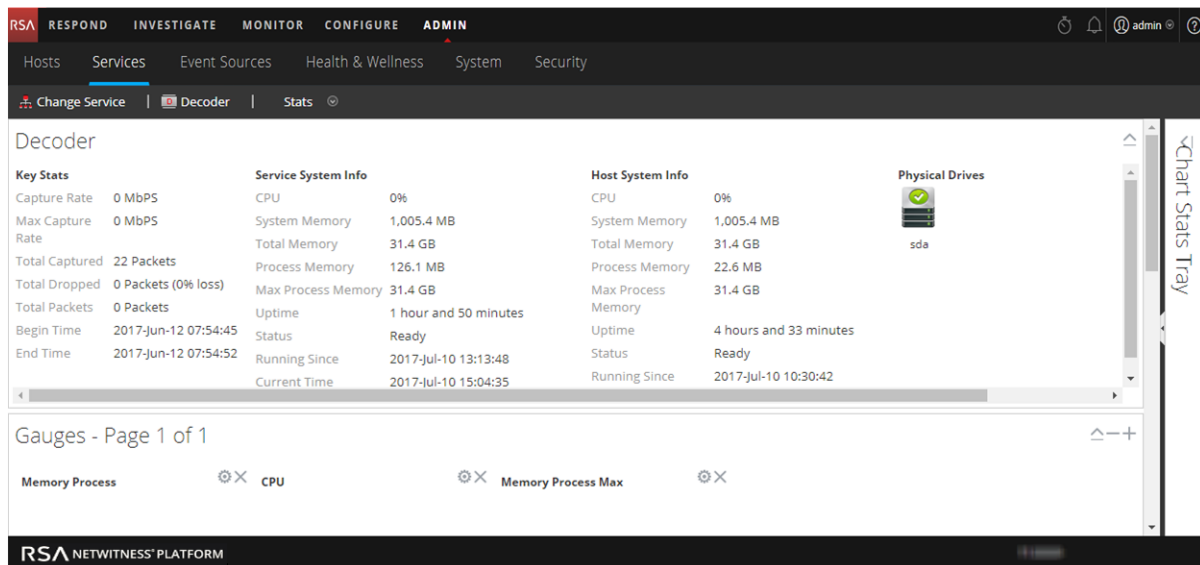 RSA RESPOND INVESTIGATE MONITOR CONFIGURE ADMIN admin
Hosts Services Event Sources Health & Wellness System Security
Change Service | Decoder | Stats
Decoder
Key Stats
Capture Rate 0 MbPS
Max Capture Rate 0 MbPS
Total Captured 22 Packets
Total Dropped 0 Packets (0% loss)
Total Packets 0 Packets
Begin Time 2017-Jun-12 07:54:45
End Time 2017-Jun-12 07:54:52
Service System Info
CPU 0%
System Memory 1,005.4 MB
Total Memory 31.4 GB
Process Memory 126.1 MB
Max Process Memory 31.4 GB
Uptime 1 hour and 50 minutes
Status Ready
Running Since 2017-Jul-10 13:13:48
Current Time 2017-Jul-10 15:04:35
Host System Info
CPU 0%
System Memory 1,005.4 MB
Total Memory 31.4 GB
Process Memory 22.6 MB
Max Process Memory 31.4 GB
Uptime 4 hours and 33 minutes
Status Ready
Running Since 2017-Jul-10 10:30:42
Physical Drives
sda
Chart Stats Tray
Gauges - Page 1 of 1
Memory Process CPU Memory Process Max
RSA NETWITNESS® PLATFORM